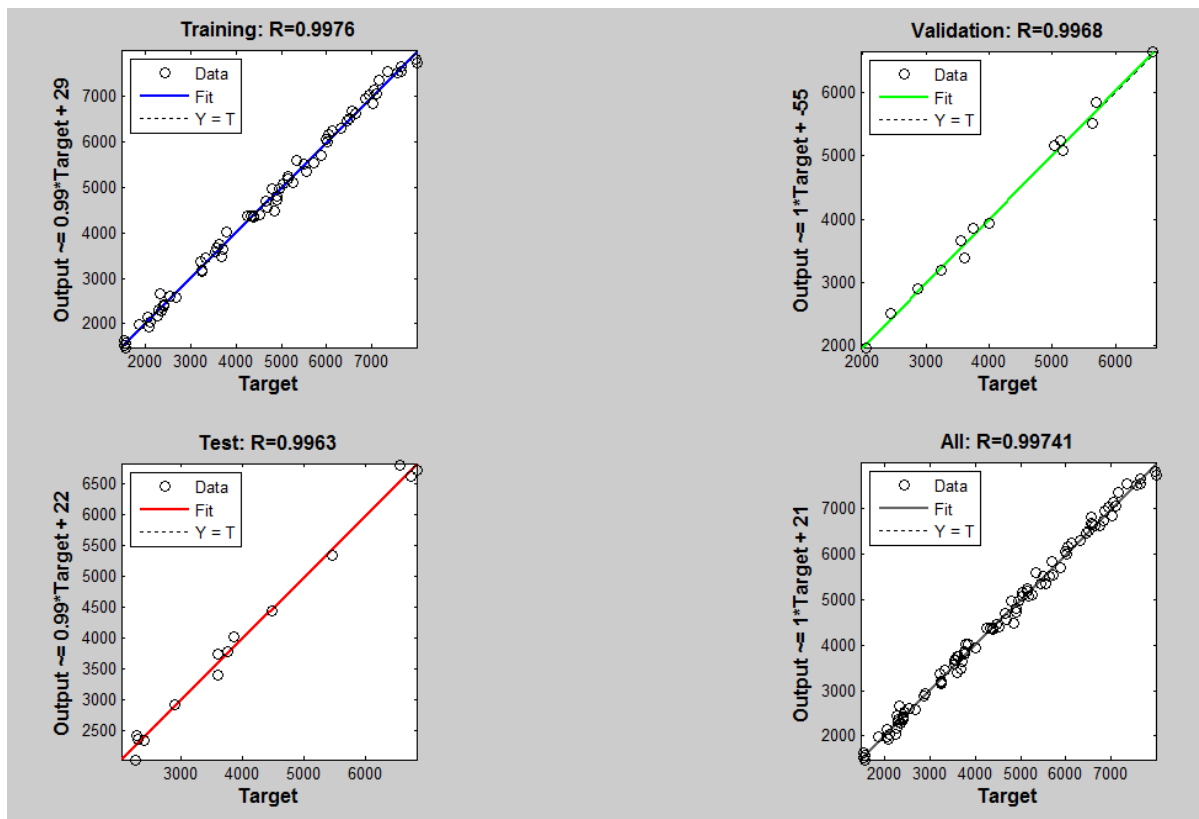 Training: R=0.9976
Output ~= 0.99*Target + 29
Data
Fit
Y = T
7000
6000
5000
4000
3000
2000
2000 3000 4000 5000 6000 7000
Target
Validation: R=0.9968
Output ~= 1*Target + -55
Data
Fit
Y = T
6000
5000
4000
3000
2000
2000 3000 4000 5000 6000
Target
Test: R=0.9963
Output ~= 0.99*Target + 22
Data
Fit
Y = T
6500
6000
5500
5000
4500
4000
3500
3000
2500
3000 4000 5000 6000
Target
All: R=0.99741
Output ~= 1*Target + 21
Data
Fit
Y = T
7000
6000
5000
4000
3000
2000
2000 3000 4000 5000 6000 7000
Target